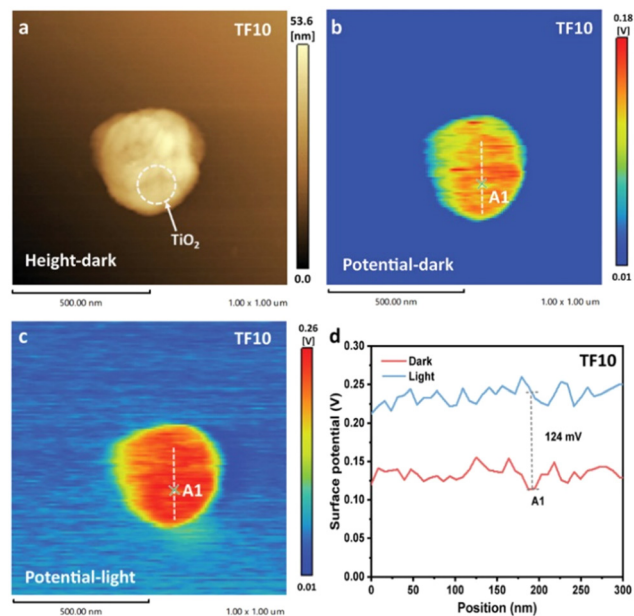 a
TF10
53.6
[nm]
TiO₂
Height-dark
0.0
500.00 nm
1.00 x 1.00 um
b
TF10
0.18
[V]
A1
Potential-dark
0.01
500.00 nm
1.00 x 1.00 um
c
TF10
0.26
[V]
A1
Potential-light
0.01
500.00 nm
1.00 x 1.00 um
d
TF10
Dark
Light
124 mV
A1
Surface potential (V)
0.30
0.25
0.20
0.15
0.10
0.05
0.00
0 50 100 150 200 250 300
Position (nm)